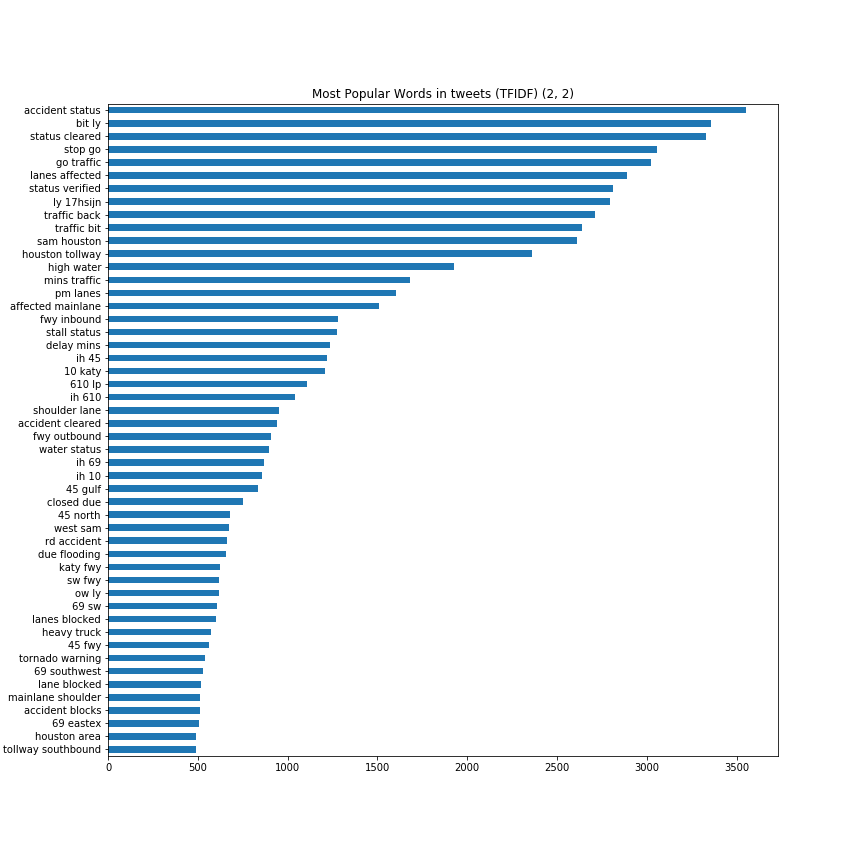 Most Popular Words in tweets (TFIDF) (2, 2)
accident status
bit ly
status cleared
stop go
go traffic
lanes affected
status verified
ly 17hsijn
traffic back
traffic bit
sam houston
houston tollway
high water
mins traffic
pm lanes
affected mainlane
fwy inbound
stall status
delay mins
ih 45
10 katy
610 lp
ih 610
shoulder lane
accident cleared
fwy outbound
water status
ih 69
ih 10
45 gulf
closed due
45 north
west sam
rd accident
due flooding
katy fwy
sw fwy
ow ly
69 sw
lanes blocked
heavy truck
45 fwy
tornado warning
69 southwest
lane blocked
mainlane shoulder
accident blocks
69 eastex
houston area
tollway southbound
0 500 1000 1500 2000 2500 3000 3500